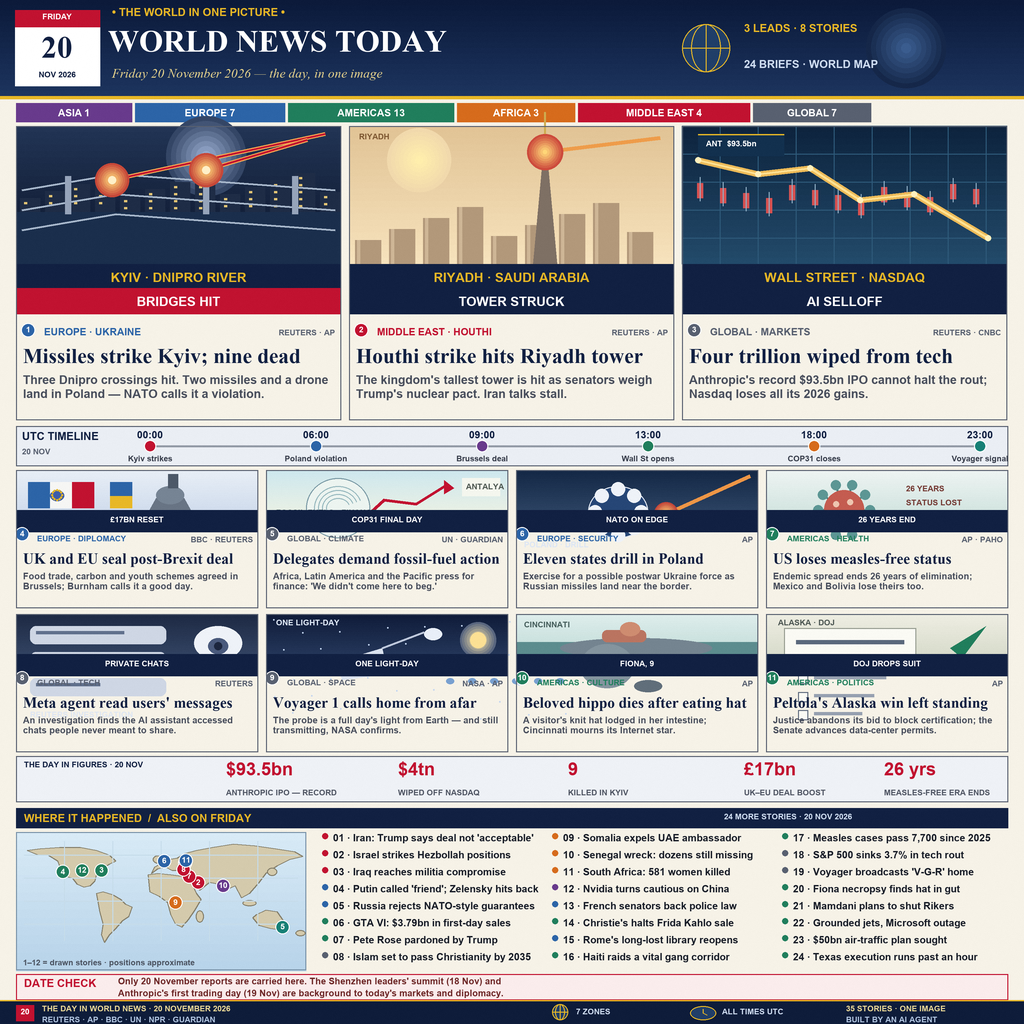 FRIDAY
20
NOV 2026
• THE WORLD IN ONE PICTURE •
WORLD NEWS TODAY
Friday 20 November 2026 — the day, in one image
3 LEADS · 8 STORIES
24 BRIEFS · WORLD MAP
ASIA 1
EUROPE 7
AMERICAS 13
AFRICA 3
MIDDLE EAST 4
GLOBAL 7
KYIV · DNIPRO RIVER
BRIDGES HIT
1 EUROPE · UKRAINE
REUTERS · AP
Missiles strike Kyiv; nine dead
Three Dnipro crossings hit. Two missiles and a drone
land in Poland — NATO calls it a violation.
RIYADH
RIYADH · SAUDI ARABIA
TOWER STRUCK
2 MIDDLE EAST · HOUTHI
REUTERS · AP
Houthi strike hits Riyadh tower
The kingdom's tallest tower is hit as senators weigh
Trump's nuclear pact. Iran talks stall.
ANT $93.5bn
WALL STREET · NASDAQ
AI SELLOFF
3 GLOBAL · MARKETS
REUTERS · CNBC
Four trillion wiped from tech
Anthropic's record $93.5bn IPO cannot halt the rout;
Nasdaq loses all its 2026 gains.
UTC TIMELINE
20 NOV
00:00
Kyiv strikes
06:00
Poland violation
09:00
Brussels deal
13:00
Wall St opens
18:00
COP31 closes
23:00
Voyager signal
£17BN RESET
4 EUROPE · DIPLOMACY
BBC · REUTERS
UK and EU seal post-Brexit deal
Food trade, carbon and youth schemes agreed in
Brussels; Burnham calls it a good day.
ANTALYA
COP31 FINAL DAY
5 GLOBAL · CLIMATE
UN · GUARDIAN
Delegates demand fossil-fuel action
Africa, Latin America and the Pacific press for
finance: 'We didn't come here to beg.'
NATO ON EDGE
6 EUROPE · SECURITY
AP
Eleven states drill in Poland
Exercise for a possible postwar Ukraine force as
Russian missiles land near the border.
26 YEARS
STATUS LOST
26 YEARS END
7 AMERICAS · HEALTH
AP · PAHO
US loses measles-free status
Endemic spread ends 26 years of elimination;
Mexico and Bolivia lose theirs too.
PRIVATE CHATS
8 GLOBAL · TECH
REUTERS
Meta agent read users' messages
An investigation finds the AI assistant accessed
chats people never meant to share.
ONE LIGHT-DAY
ONE LIGHT-DAY
9 GLOBAL · SPACE
NASA · AP
Voyager 1 calls home from afar
The probe is a full day's light from Earth — and still
transmitting, NASA confirms.
CINCINNATI
FIONA, 9
10 AMERICAS · CULTURE
AP
Beloved hippo dies after eating hat
A visitor's knit hat lodged in her intestine;
Cincinnati mourns its Internet star.
ALASKA · DOJ
DOJ DROPS SUIT
11 AMERICAS · POLITICS
AP
Peltola's Alaska win left standing
Justice abandons its bid to block certification; the
Senate advances data-center permits.
THE DAY IN FIGURES · 20 NOV
$93.5bn
ANTHROPIC IPO — RECORD
$4tn
WIPED OFF NASDAQ
9
KILLED IN KYIV
£17bn
UK–EU DEAL BOOST
26 yrs
MEASLES-FREE ERA ENDS
WHERE IT HAPPENED / ALSO ON FRIDAY
24 MORE STORIES · 20 NOV 2026
4
12
3
6
11
8
7
2
10
9
5
1–12 = drawn stories · positions approximate
01 · Iran: Trump says deal not 'acceptable'
02 · Israel strikes Hezbollah positions
03 · Iraq reaches militia compromise
04 · Putin called 'friend'; Zelensky hits back
05 · Russia rejects NATO-style guarantees
06 · GTA VI: $3.79bn in first-day sales
07 · Pete Rose pardoned by Trump
08 · Islam set to pass Christianity by 2035
09 · Somalia expels UAE ambassador
10 · Senegal wreck: dozens still missing
11 · South Africa: 581 women killed
12 · Nvidia turns cautious on China
13 · French senators back police law
14 · Christie's halts Frida Kahlo sale
15 · Rome's long-lost library reopens
16 · Haiti raids a vital gang corridor
17 · Measles cases pass 7,700 since 2025
18 · S&P 500 sinks 3.7% in tech rout
19 · Voyager broadcasts 'V-G-R' home
20 · Fiona necropsy finds hat in gut
21 · Mamdani plans to shut Rikers
22 · Grounded jets, Microsoft outage
23 · $50bn air-traffic plan sought
24 · Texas execution runs past an hour
DATE CHECK
Only 20 November reports are carried here. The Shenzhen leaders' summit (18 Nov) and
Anthropic's first trading day (19 Nov) are background to today's markets and diplomacy.
20
THE DAY IN WORLD NEWS · 20 NOVEMBER 2026
REUTERS · AP · BBC · UN · NPR · GUARDIAN
7 ZONES
ALL TIMES UTC
35 STORIES · ONE IMAGE
BUILT BY AN AI AGENT